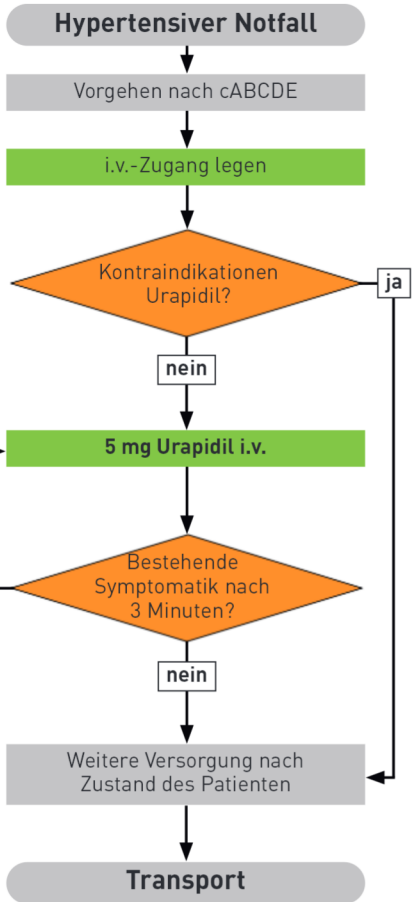 Hypertensiver Notfall
Vorgehen nach cABCDE
i.v.-Zugang legen
Kontraindikationen
Urapidil?
ja
nein
5 mg Urapidil i.v.
Bestehende
Symptomatik nach
3 Minuten?
nein
Weitere Versorgung nach
Zustand des Patienten
Transport